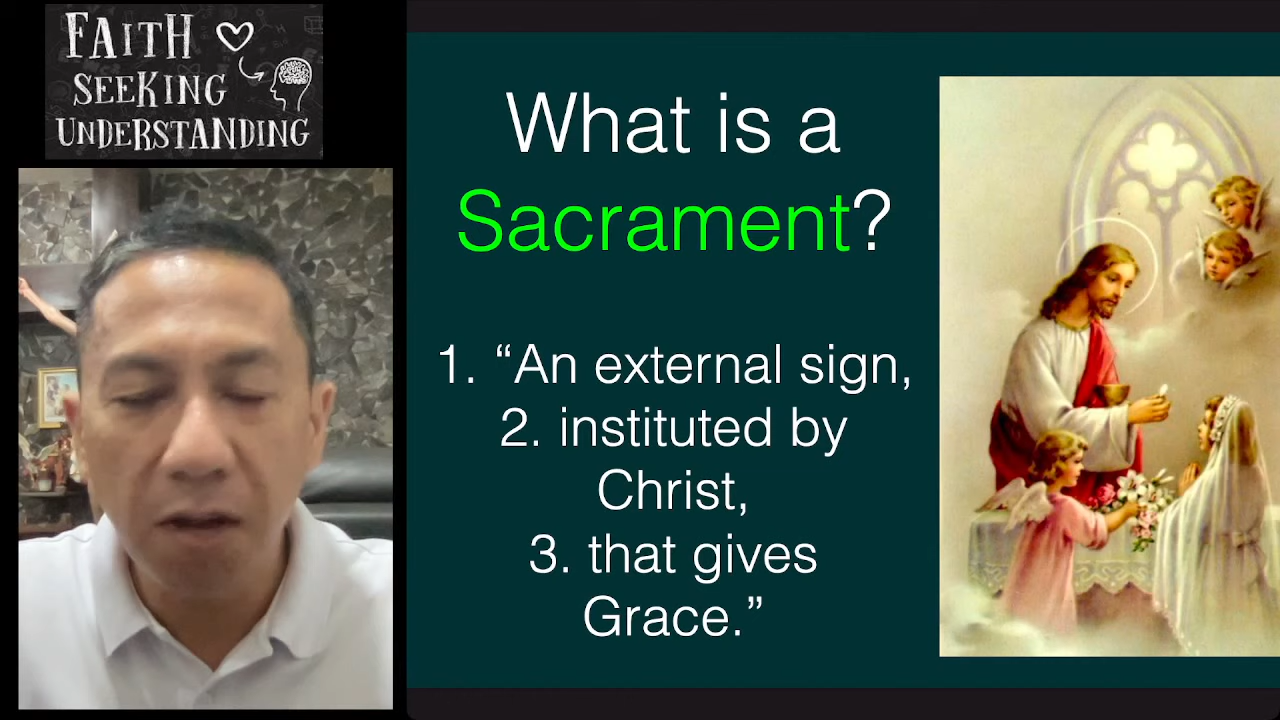 FAITH
SEEKING
UNDERSTANDING
What is a
Sacrament?
1. “An external sign,
2. instituted by
Christ,
3. that gives
Grace.”